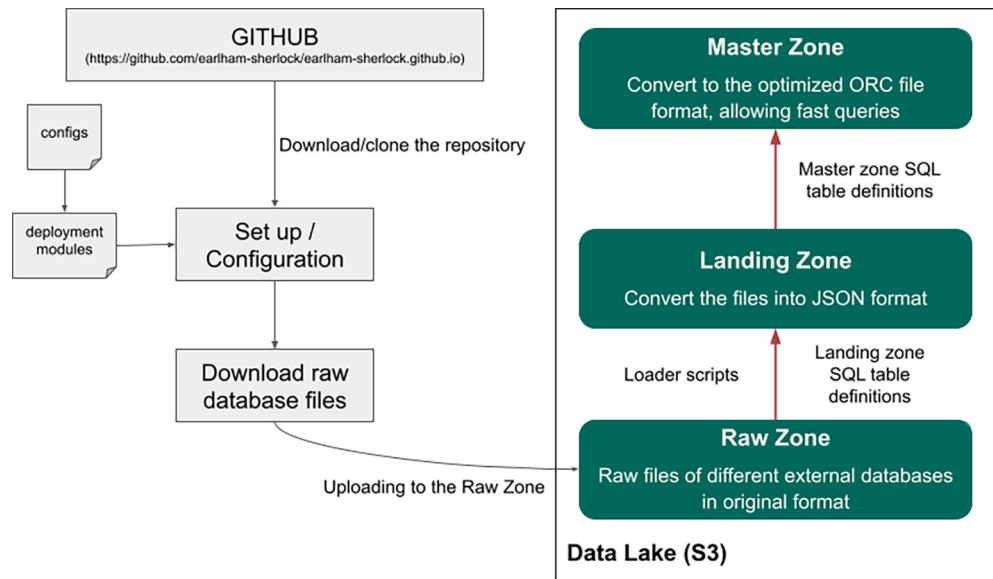 GITHUB
(https://github.com/earlham-sherlock/earlham-sherlock.github.io)
configs
Download/clone the repository
deployment
modules
Set up /
Configuration
Download raw
database files
Uploading to the Raw Zone
Master Zone
Convert to the optimized ORC file
format, allowing fast queries
Master zone SQL
table definitions
Landing Zone
Convert the files into JSON format
Loader scripts
Landing zone
SQL table
definitions
Raw Zone
Raw files of different external databases
in original format
Data Lake (S3)